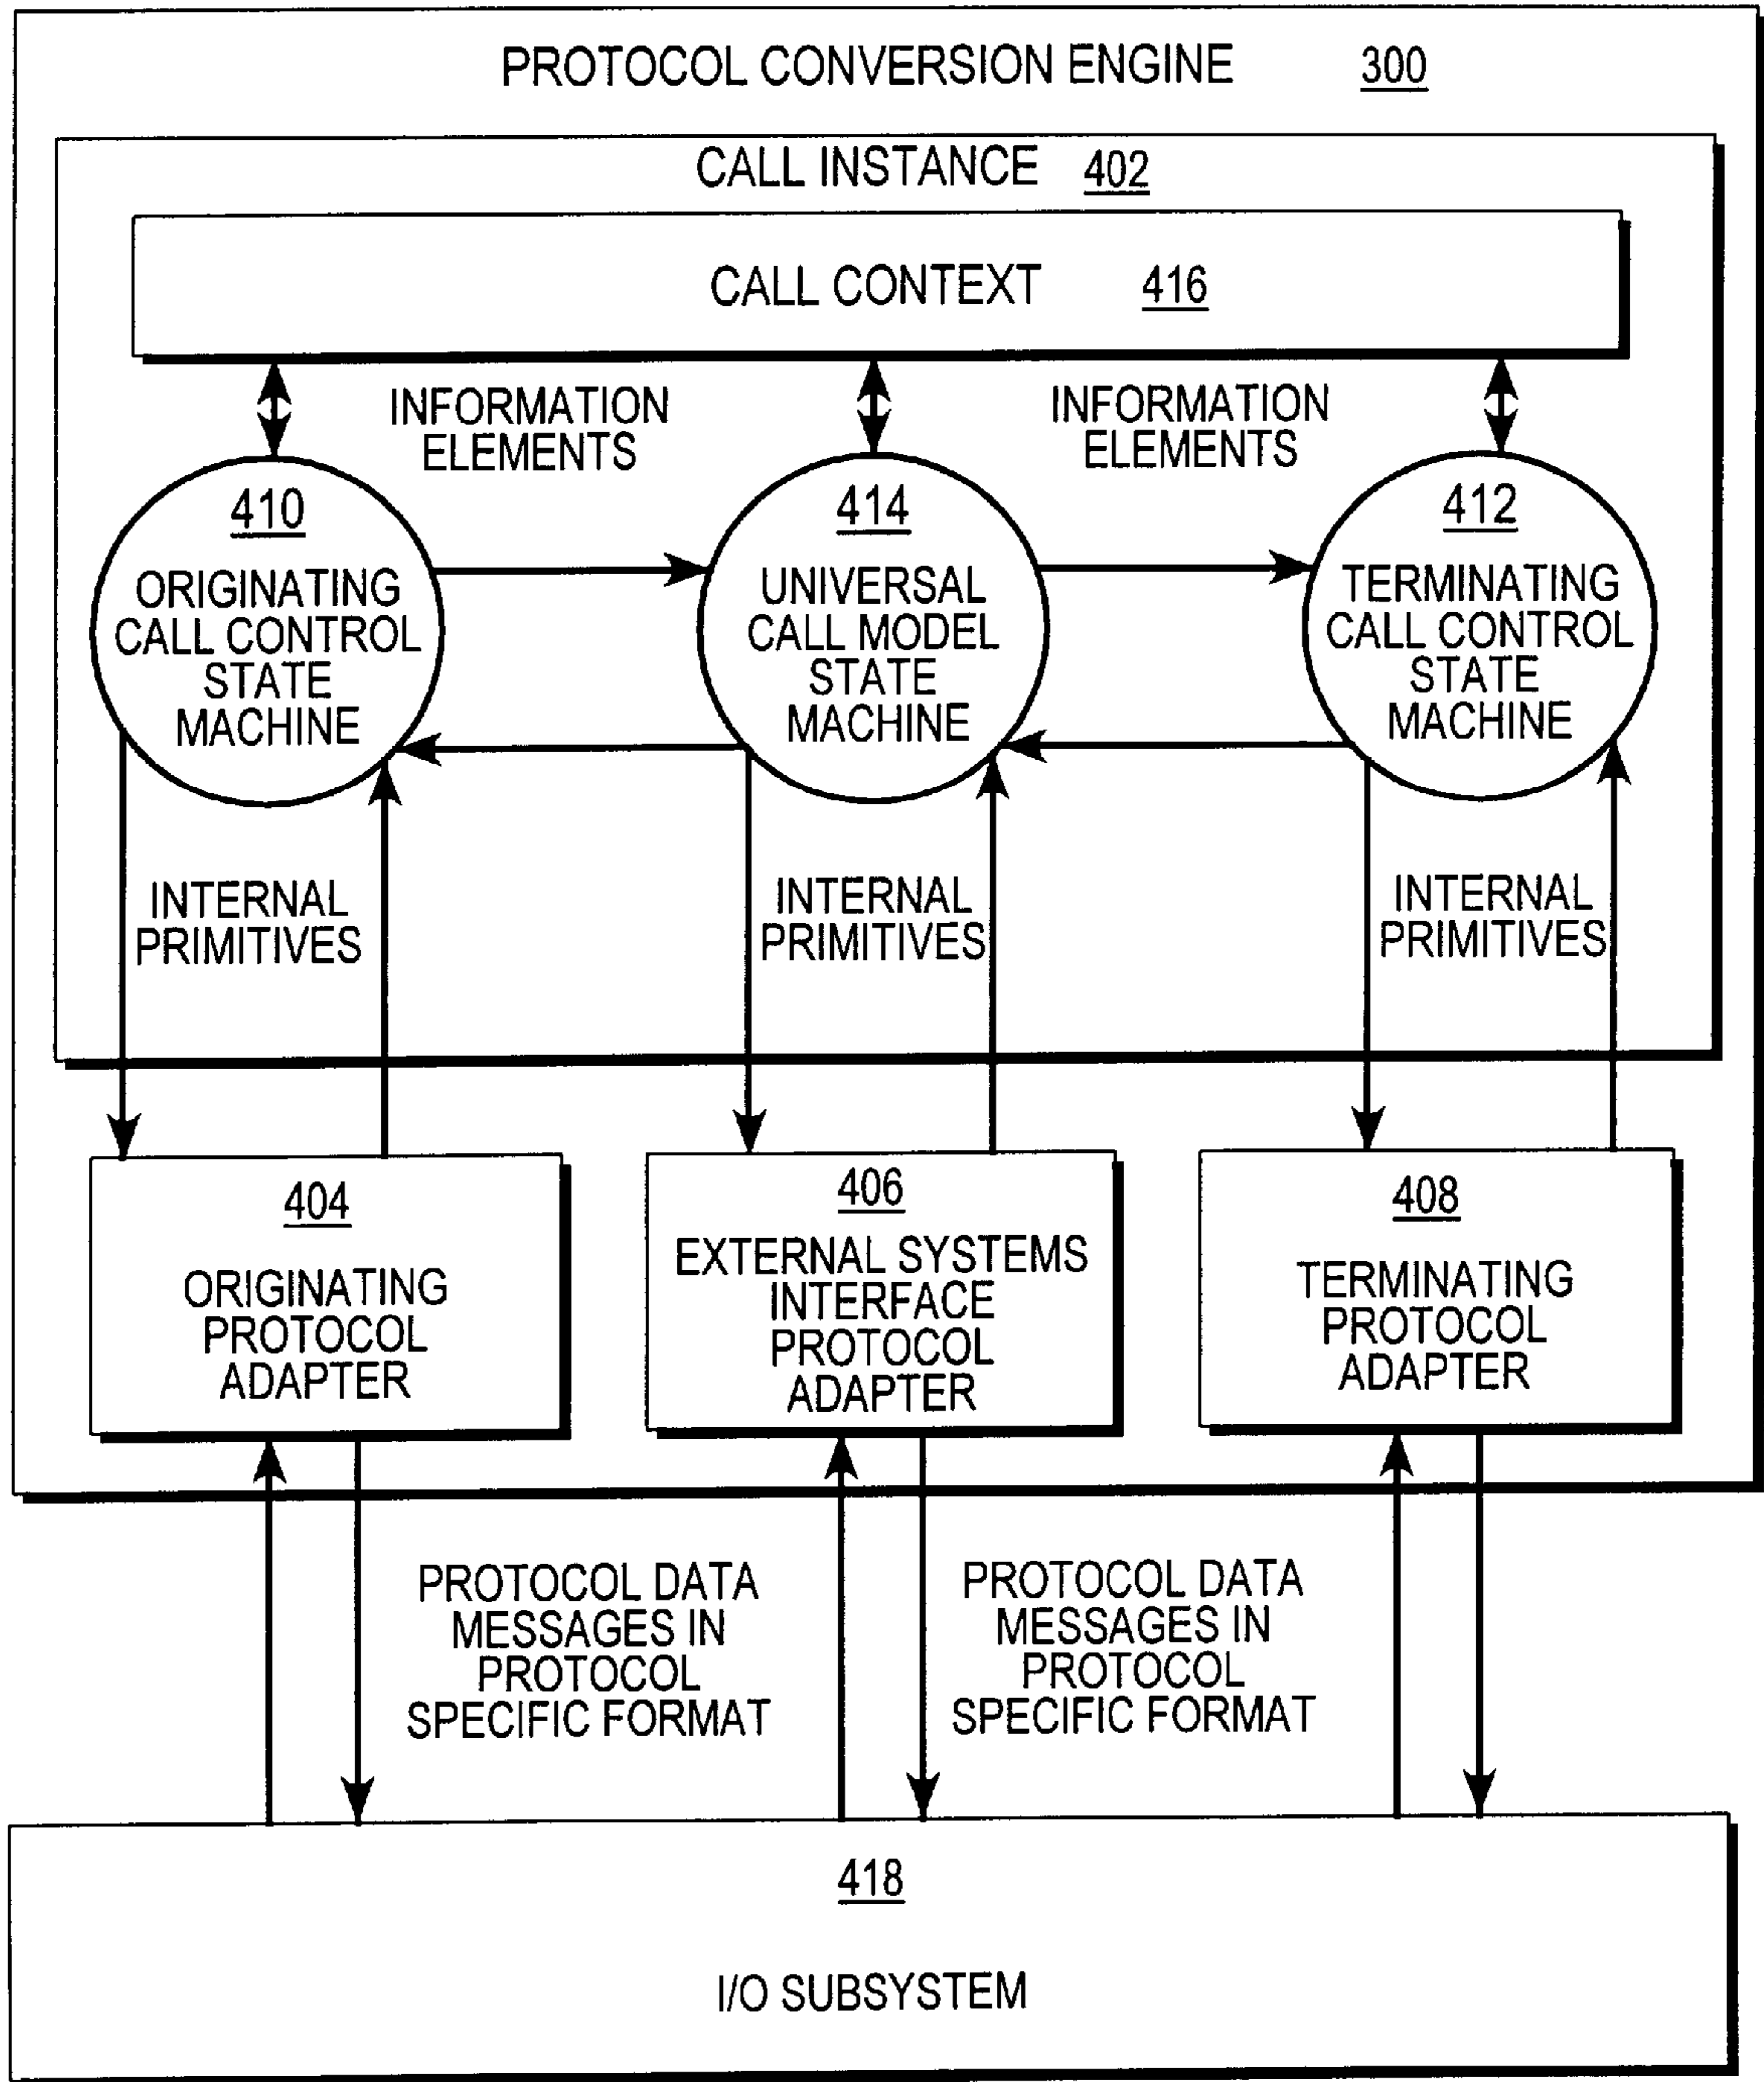 PROTOCOL CONVERSION ENGINE 300
CALL INSTANCE 402
CALL CONTEXT 416
INFORMATION
ELEMENTS
INFORMATION
ELEMENTS
410
ORIGINATING
CALL CONTROL
STATE
MACHINE
414
UNIVERSAL
CALL MODEL
STATE
MACHINE
412
TERMINATING
CALL CONTROL
STATE
MACHINE
INTERNAL
PRIMITIVES
INTERNAL
PRIMITIVES
INTERNAL
PRIMITIVES
404
ORIGINATING
PROTOCOL
ADAPTER
406
EXTERNAL SYSTEMS
INTERFACE
PROTOCOL
ADAPTER
408
TERMINATING
PROTOCOL
ADAPTER
PROTOCOL DATA
MESSAGES IN
PROTOCOL
SPECIFIC FORMAT
PROTOCOL DATA
MESSAGES IN
PROTOCOL
SPECIFIC FORMAT
418
I/O SUBSYSTEM